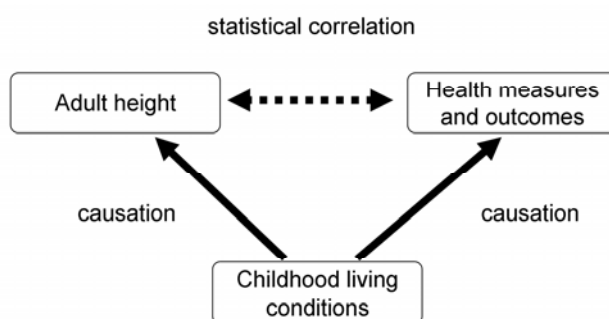 statistical correlation
Adult height
Health measures
and outcomes
causation
causation
Childhood living
conditions